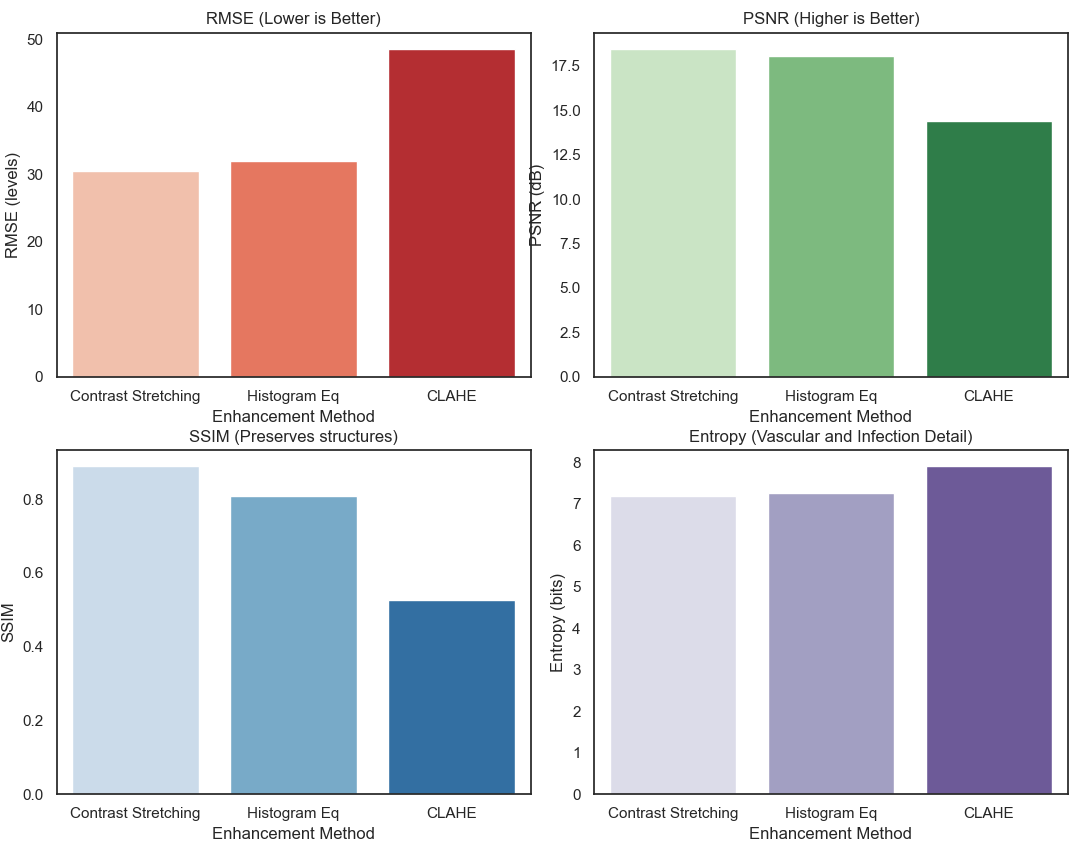 RMSE (Lower is Better)
50
40
30
20
10
0
RMSE (levels)
Contrast Stretching
Histogram Eq
CLAHE
Enhancement Method
PSNR (Higher is Better)
17.5
15.0
12.5
10.0
7.5
5.0
2.5
0.0
PSNR (dB)
Contrast Stretching
Histogram Eq
CLAHE
Enhancement Method
SSIM (Preserves structures)
0.8
0.6
0.4
0.2
0.0
SSIM
Contrast Stretching
Histogram Eq
CLAHE
Enhancement Method
Entropy (Vascular and Infection Detail)
8
7
6
5
4
3
2
1
0
Entropy (bits)
Contrast Stretching
Histogram Eq
CLAHE
Enhancement Method